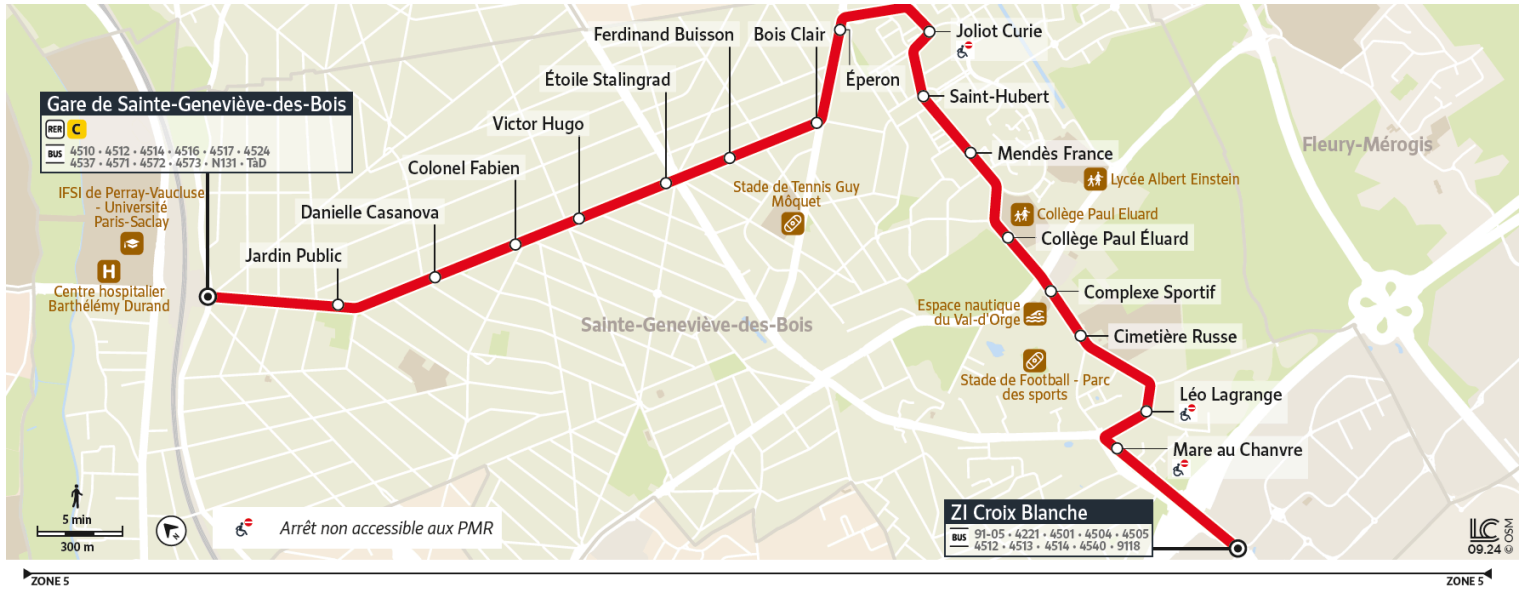 Ferdinand Buisson
Bois Clair
Joliot Curie
Étoile Stalingrad
Éperon
Saint-Hubert
Gare de Sainte-Geneviève-des-Bois
RER C
BUS 4510 • 4512 • 4514 • 4516 • 4517 • 4524
4537 • 4571 • 4572 • 4573 • N131 • TàD
Victor Hugo
Mendès France
Fleury-Mérogis
Colonel Fabien
Lycée Albert Einstein
IFSI de Perray-Vaucluse
- Université
Paris-Saclay
Stade de Tennis Guy
Môquet
Danielle Casanova
Collège Paul Eluard
Collège Paul Éluard
Jardin Public
H
Centre hospitalier
Barthélémy Durand
Complexe Sportif
Espace nautique
du Val-d'Orge
Sainte-Geneviève-des-Bois
Cimetière Russe
Stade de Football - Parc
des sports
Léo Lagrange
Mare au Chanvre
5 min
300 m
N
Arrêt non accessible aux PMR
ZI Croix Blanche
BUS 91-05 • 4221 • 4501 • 4504 • 4505
4512 • 4513 • 4514 • 4540 • 9118
LC
09.24 © OSM
ZONE 5
ZONE 5